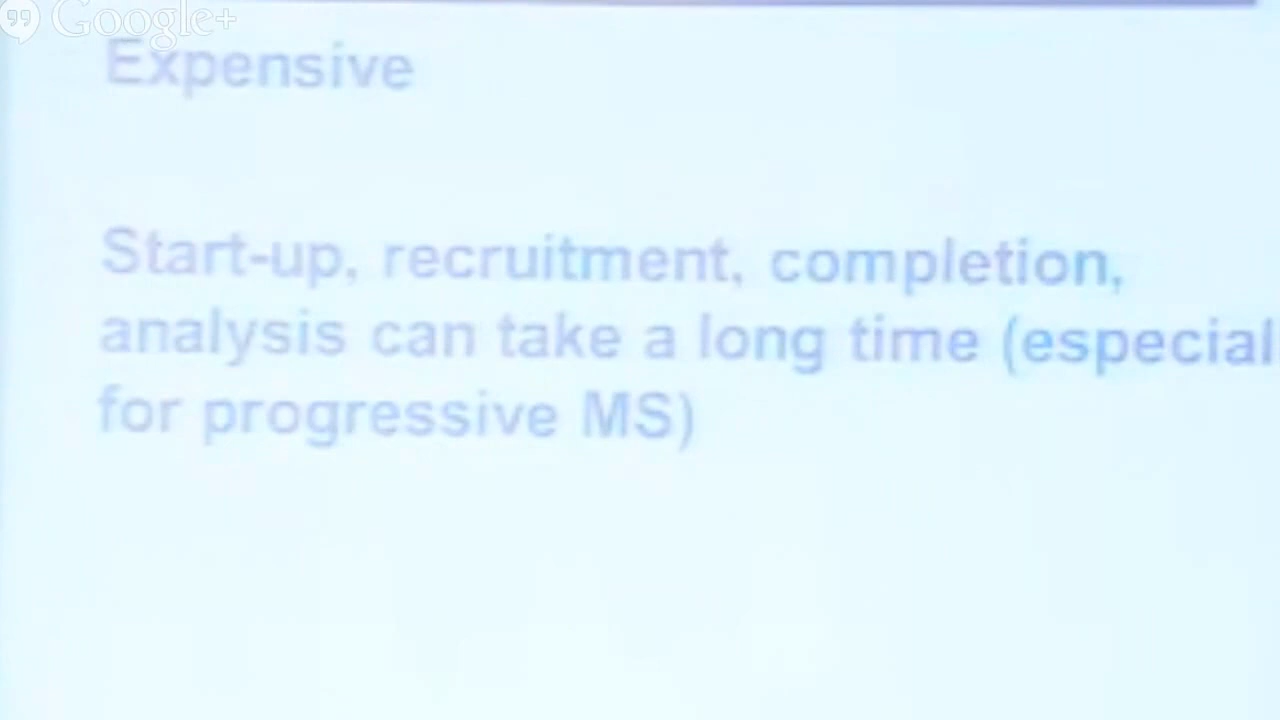 Google+
Expensive
Start-up, recruitment, completion,
analysis can take a long time (especial
for progressive MS)